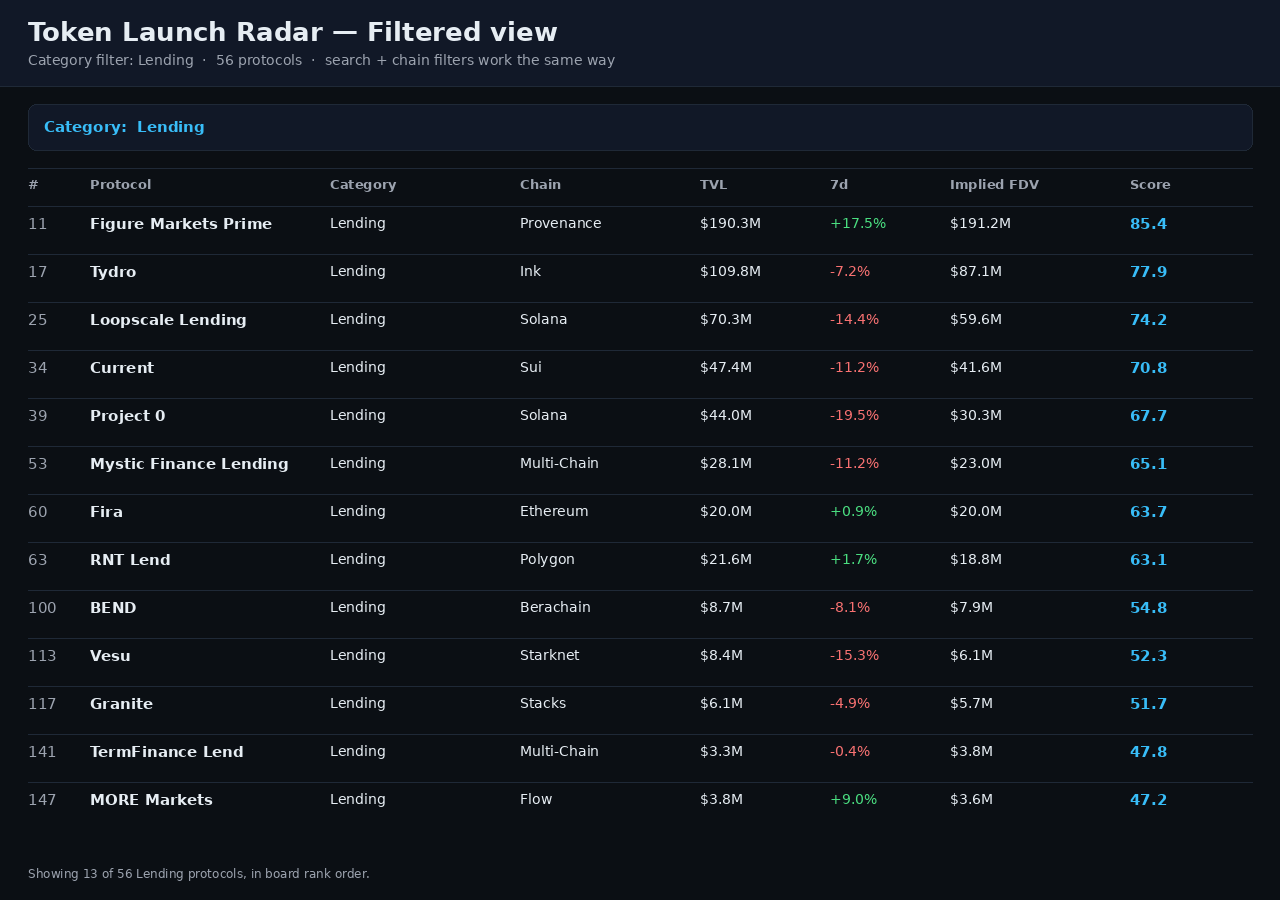 Token Launch Radar — Filtered view
Category filter: Lending · 56 protocols · search + chain filters work the same way
Category: Lending
# Protocol Category Chain TVL 7d Implied FDV Score
11 Figure Markets Prime Lending Provenance $190.3M +17.5% $191.2M 85.4
17 Tydro Lending Ink $109.8M -7.2% $87.1M 77.9
25 Loopscale Lending Lending Solana $70.3M -14.4% $59.6M 74.2
34 Current Lending Sui $47.4M -11.2% $41.6M 70.8
39 Project 0 Lending Solana $44.0M -19.5% $30.3M 67.7
53 Mystic Finance Lending Lending Multi-Chain $28.1M -11.2% $23.0M 65.1
60 Fira Lending Ethereum $20.0M +0.9% $20.0M 63.7
63 RNT Lend Lending Polygon $21.6M +1.7% $18.8M 63.1
100 BEND Lending Berachain $8.7M -8.1% $7.9M 54.8
113 Vesu Lending Starknet $8.4M -15.3% $6.1M 52.3
117 Granite Lending Stacks $6.1M -4.9% $5.7M 51.7
141 TermFinance Lend Lending Multi-Chain $3.3M -0.4% $3.8M 47.8
147 MORE Markets Lending Flow $3.8M +9.0% $3.6M 47.2
Showing 13 of 56 Lending protocols, in board rank order.